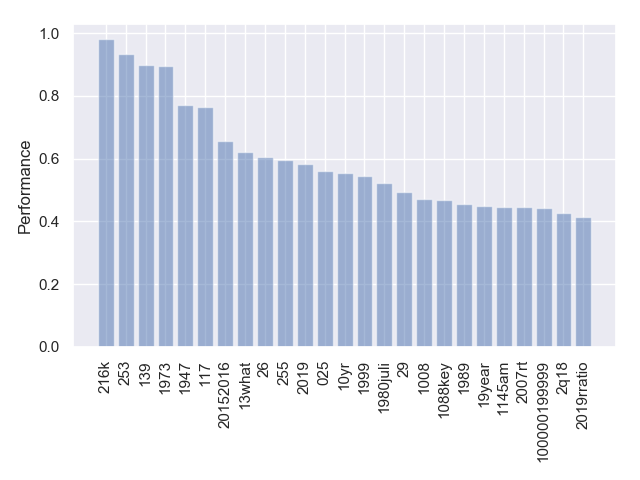 1.0
0.8
0.6
0.4
0.2
0.0
Performance
216k
253
139
1973
1947
117
20152016
13what
26
255
2019
025
10yr
1999
1980juli
29
1008
1088key
1989
19year
1145am
2007rt
100000199999
2q18
2019rratio